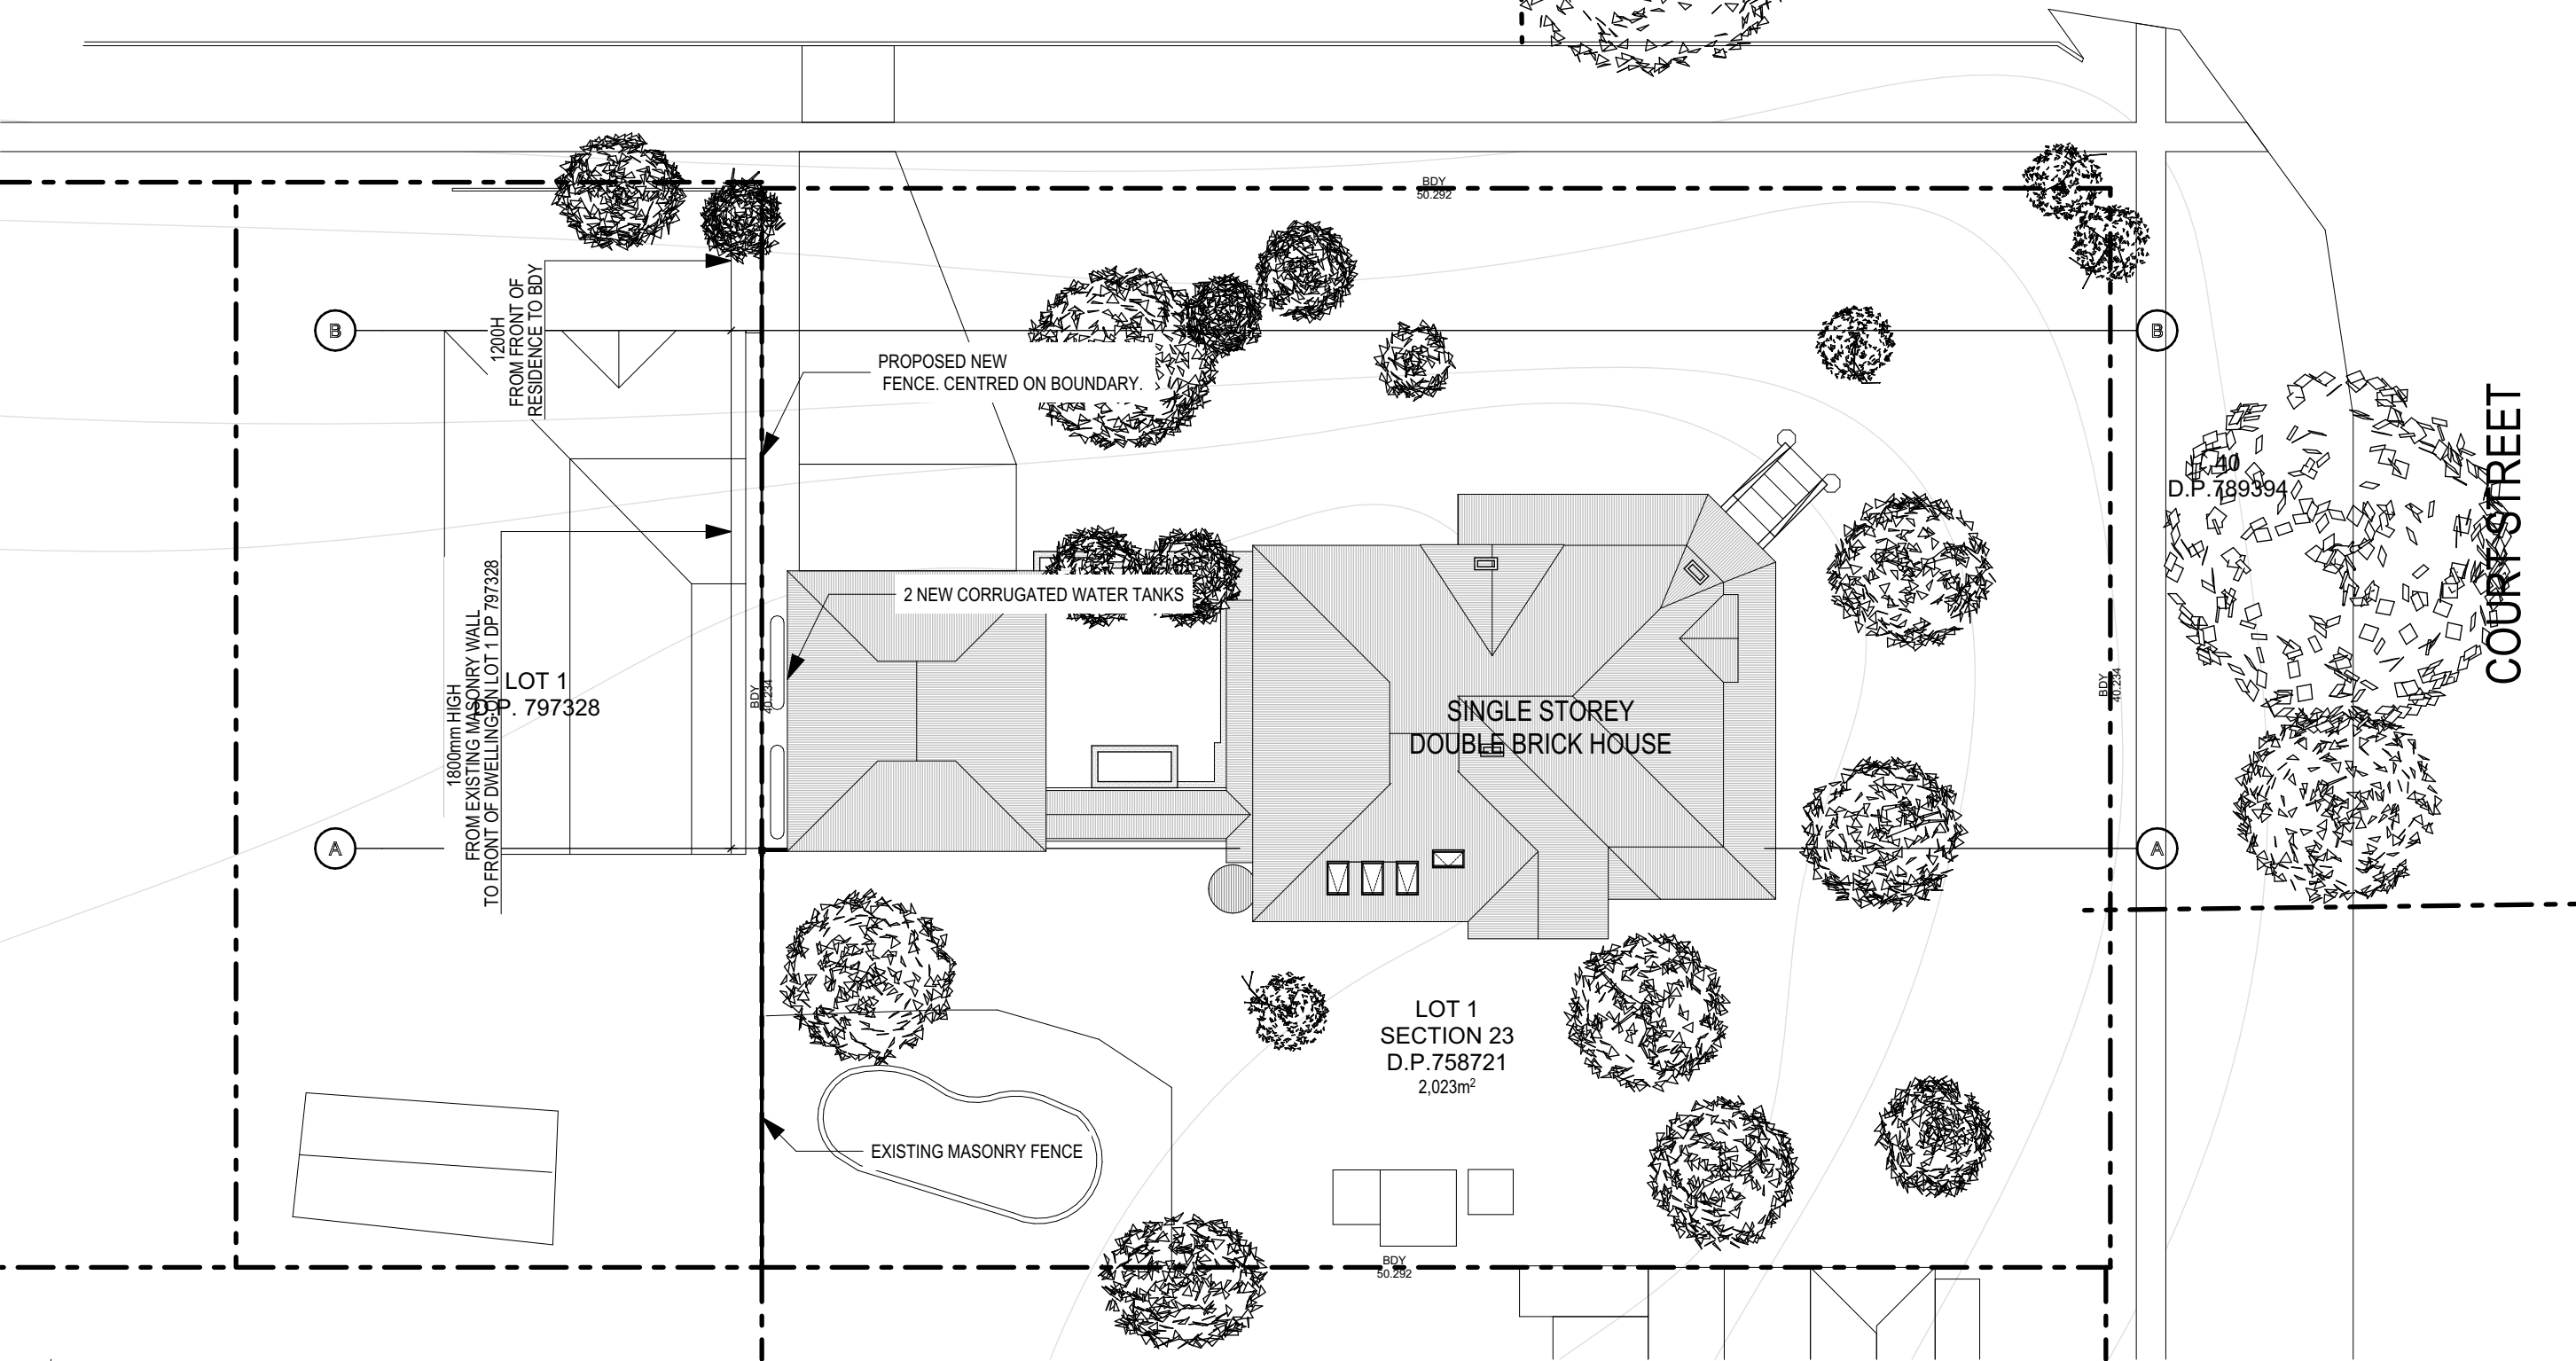 BDY
50.292
B
B
1200H
FROM FRONT OF
RESIDENCE TO BDY
PROPOSED NEW
FENCE. CENTRED ON BOUNDARY.
40
D.P.789394
COURT STREET
2 NEW CORRUGATED WATER TANKS
1800mm HIGH
FROM EXISTING MASONRY WALL
TO FRONT OF DWELLING ON LOT 1 DP 797328
LOT 1
D.P. 797328
BDY
40.234
SINGLE STOREY
DOUBLE BRICK HOUSE
BDY
40.234
A
A
LOT 1
SECTION 23
D.P.758721
2,023m²
EXISTING MASONRY FENCE
BDY
50.292